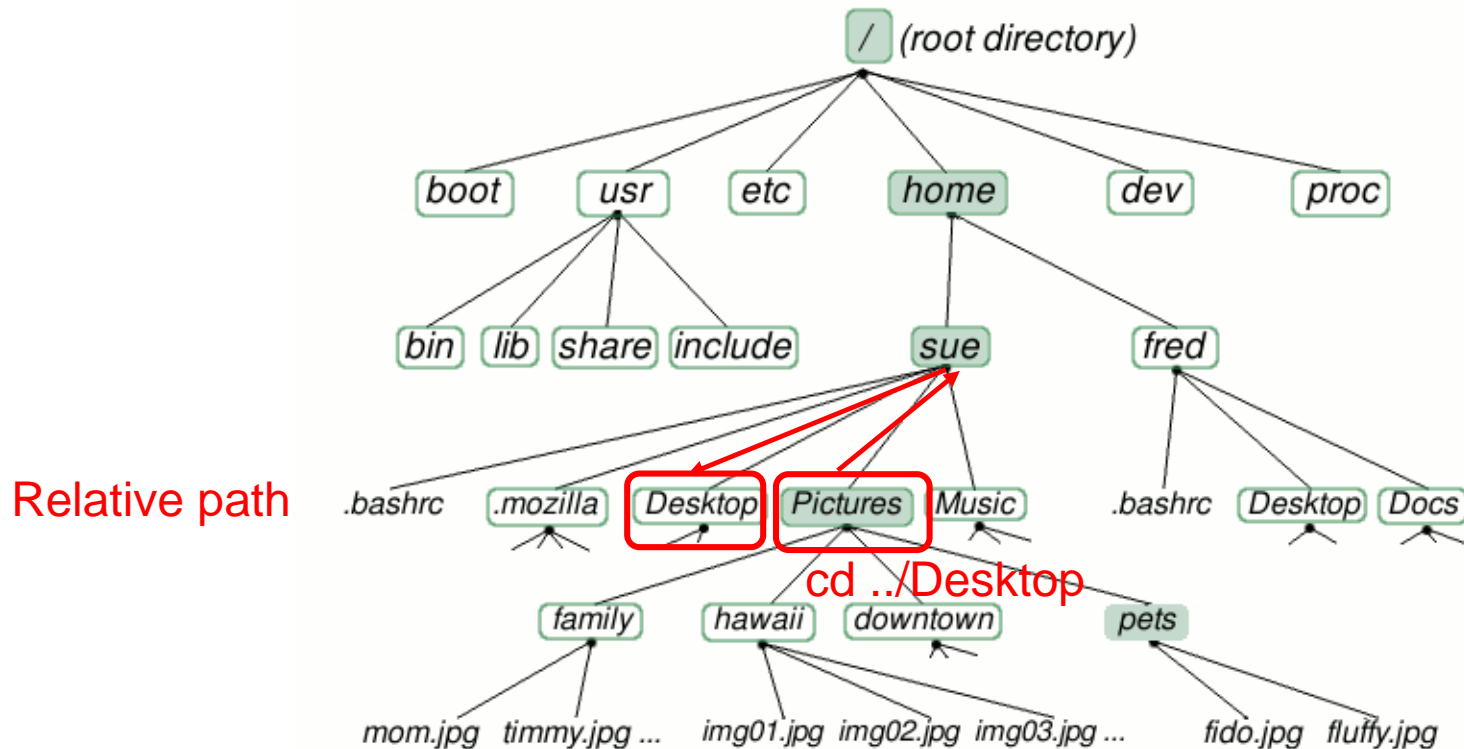 / (root directory)
boot usr etc home dev proc
bin lib share include sue fred
Relative path .bashrc .mozilla Desktop Pictures Music .bashrc Desktop Docs
cd ../Desktop
family hawaii downtown pets
mom.jpg timmy.jpg ... img01.jpg img02.jpg img03.jpg ... fido.jpg fluffy.jpg